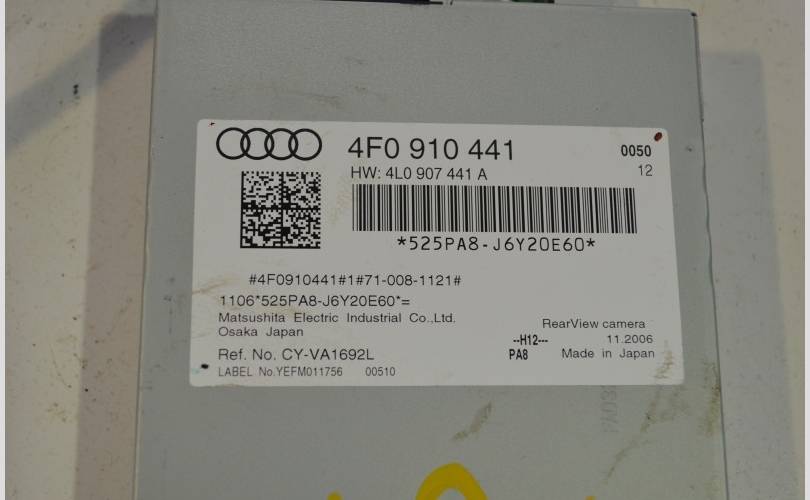 4F0 910 441
0050
HW: 4L0 907 441 A
12
*525PA8-J6Y20E60*
#4F0910441#1#71-008-1121#
1106*525PA8-J6Y20E60*=
Matsushita Electric Industrial Co.,Ltd.
Osaka Japan
RearView camera
--H12---
11.2006
Ref. No. CY-VA1692L
PA8
Made in Japan
LABEL No.YEFM011756 00510